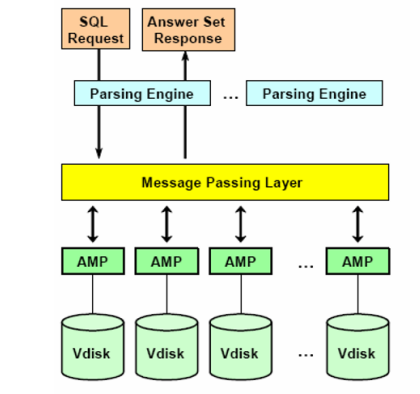 SQL
Request
Answer Set
Response
Parsing Engine ... Parsing Engine
Message Passing Layer
AMP AMP AMP ... AMP
Vdisk Vdisk Vdisk ... Vdisk